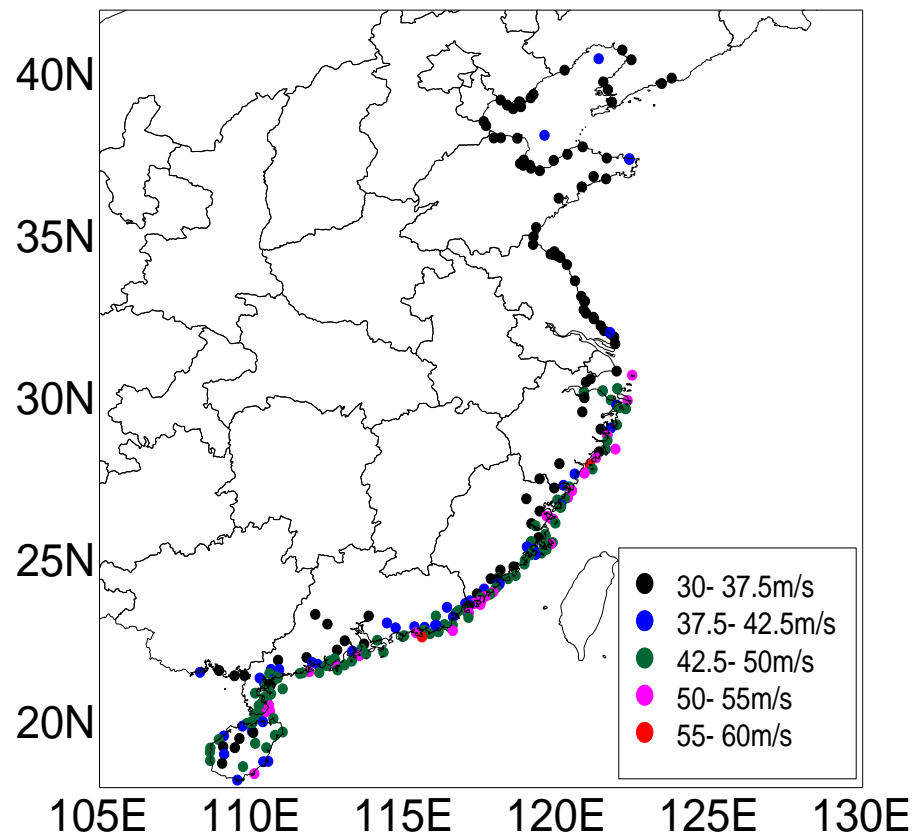 40N
35N
30N
25N
20N
30- 37.5m/s
37.5- 42.5m/s
42.5- 50m/s
50- 55m/s
55- 60m/s
105E 110E 115E 120E 125E 130E